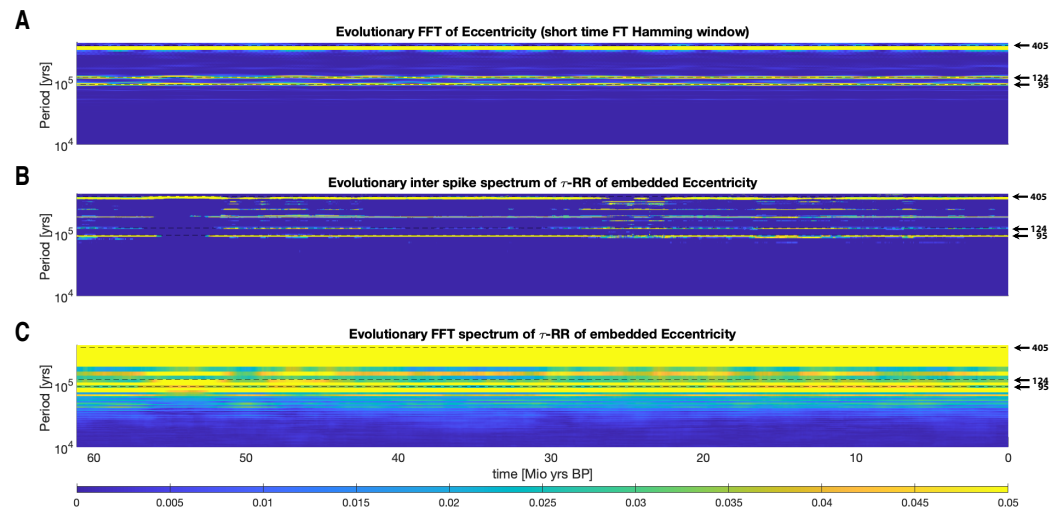 A
Evolutionary FFT of Eccentricity (short time FT Hamming window)
Period [yrs]
10^5
10^4
405
124
95
B
Evolutionary inter spike spectrum of τ-RR of embedded Eccentricity
Period [yrs]
10^5
10^4
405
124
95
C
Evolutionary FFT spectrum of τ-RR of embedded Eccentricity
Period [yrs]
10^5
10^4
405
124
95
60 50 40 30 20 10 0
time [Mio yrs BP]
0 0.005 0.01 0.015 0.02 0.025 0.03 0.035 0.04 0.045 0.05